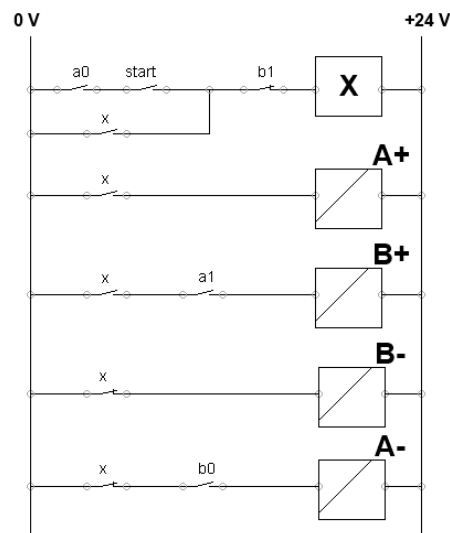 0 V +24 V
a0 start b1 X
x
x A+
x a1 B+
x B-
x b0 A-